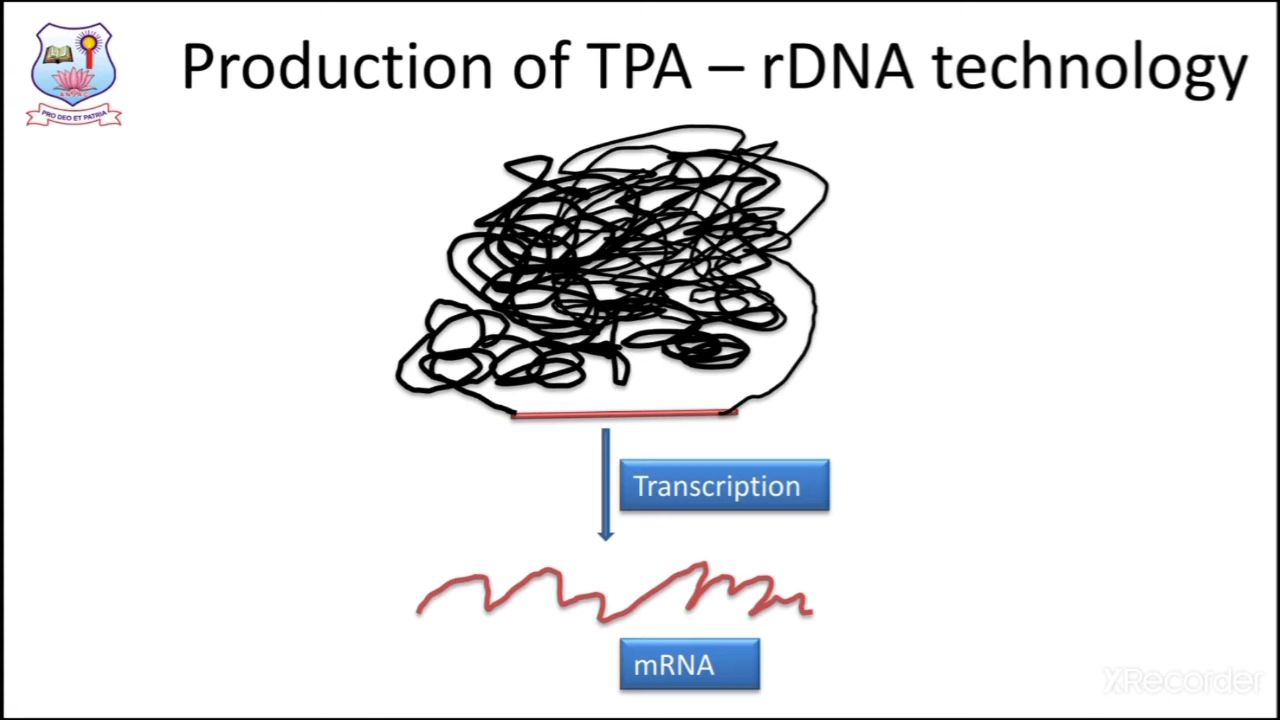 Production of TPA – rDNA technology
PRO DEO ET PATRIA
Transcription
mRNA
XRecorder